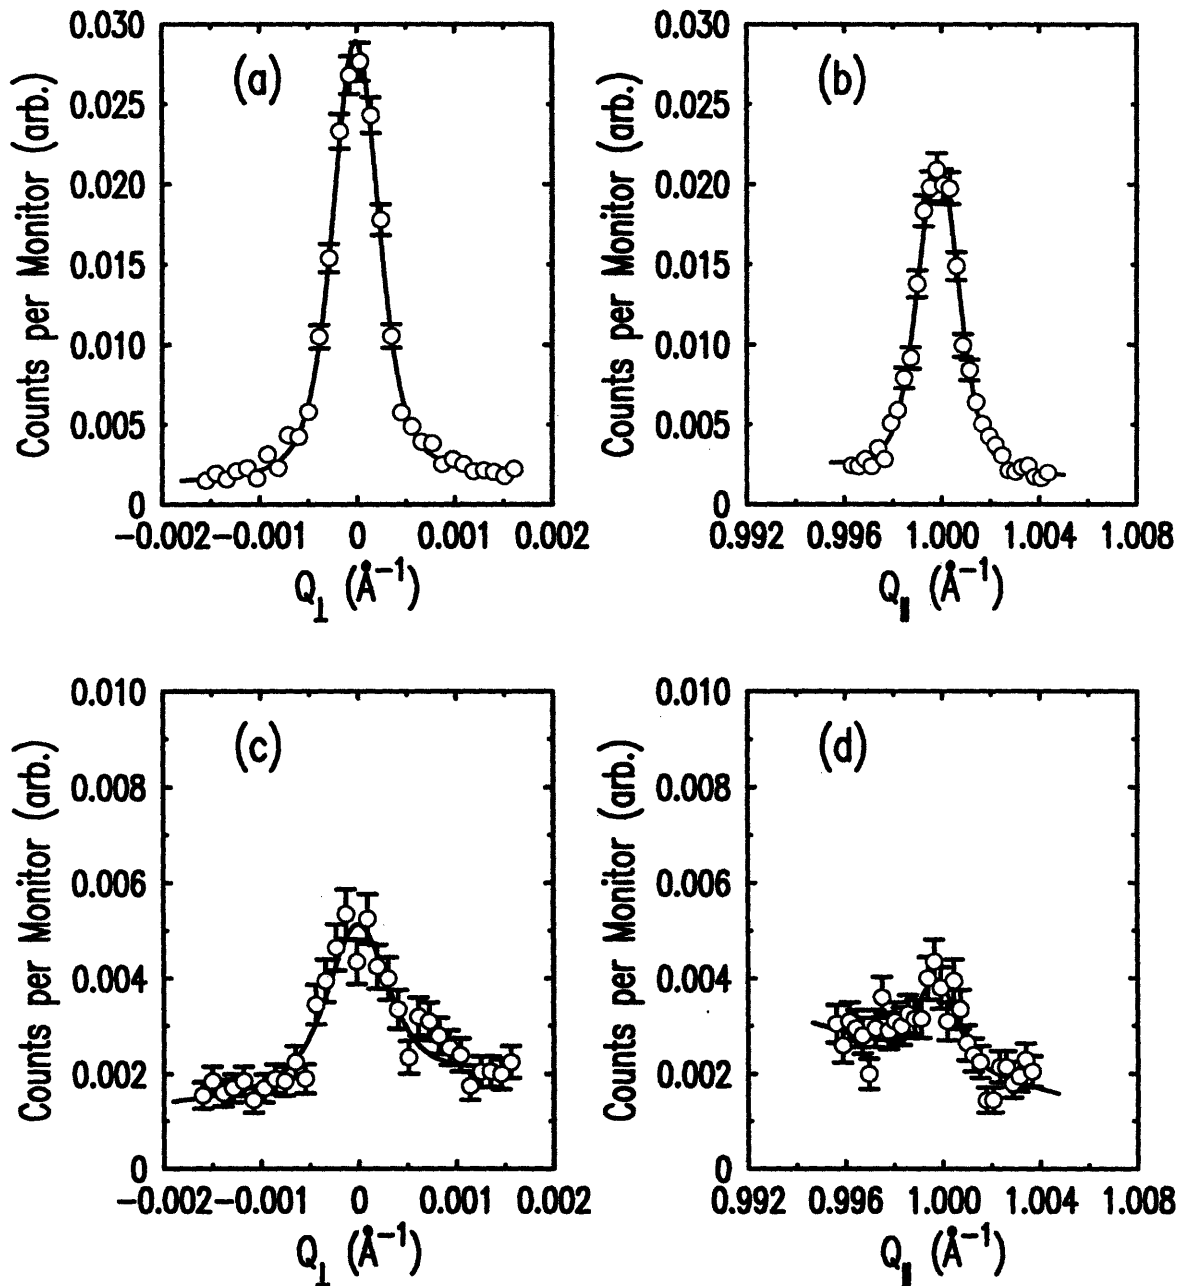 (a)
Counts per Monitor (arb.)
0.030
0.025
0.020
0.015
0.010
0.005
0
−0.002 −0.001 0 0.001 0.002
Q⊥ (Å⁻¹)
(b)
Counts per Monitor (arb.)
0.030
0.025
0.020
0.015
0.010
0.005
0
0.992 0.996 1.000 1.004 1.008
Q∥ (Å⁻¹)
(c)
Counts per Monitor (arb.)
0.010
0.008
0.006
0.004
0.002
0
−0.002 −0.001 0 0.001 0.002
Q⊥ (Å⁻¹)
(d)
Counts per Monitor (arb.)
0.010
0.008
0.006
0.004
0.002
0
0.992 0.996 1.000 1.004 1.008
Q∥ (Å⁻¹)